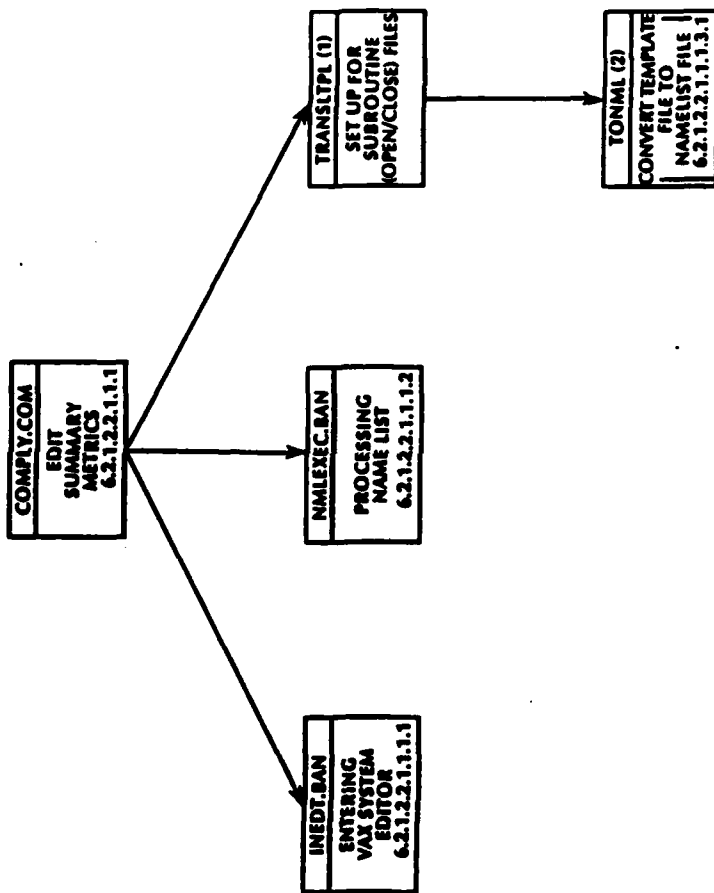 COMPLY.COM
EDIT
SUMMARY
METRICS
6.2.1.2.2.1.1.1
INEDT.BAN
ENTERING
VAX SYSTEM
EDITOR
6.2.1.2.2.1.1.1.1
NMLEXEC.BAN
PROCESSING
NAME LIST
6.2.1.2.2.1.1.1.2
TRANSLTPL (1)
SET UP FOR
SUBROUTINE
(OPEN/CLOSE) FILES
TONML (2)
CONVERT TEMPLATE
FILE TO
NAMELIST FILE
6.2.1.2.2.1.1.1.3.1